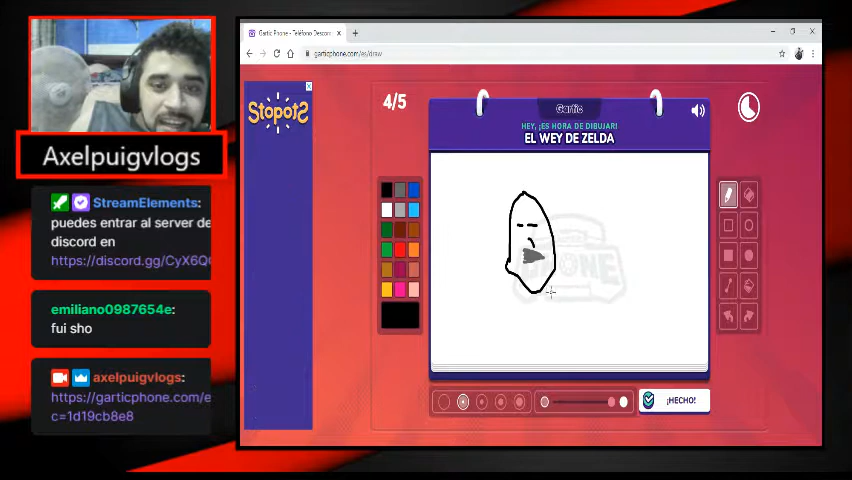 Axelpuigvlogs
StreamElements:
puedes entrar al server de
discord en
https://discord.gg/CyX6Q
emiliano0987654e:
fui sho
axelpuigvlogs:
https://garticphone.com/e
c=1d19cb8e8
Gartic Phone - Teléfono Descom
garticphone.com/es/draw
StopotS
4/5
Gartic
HEY, ¡ES HORA DE DIBUJAR!
EL WEY DE ZELDA
¡HECHO!